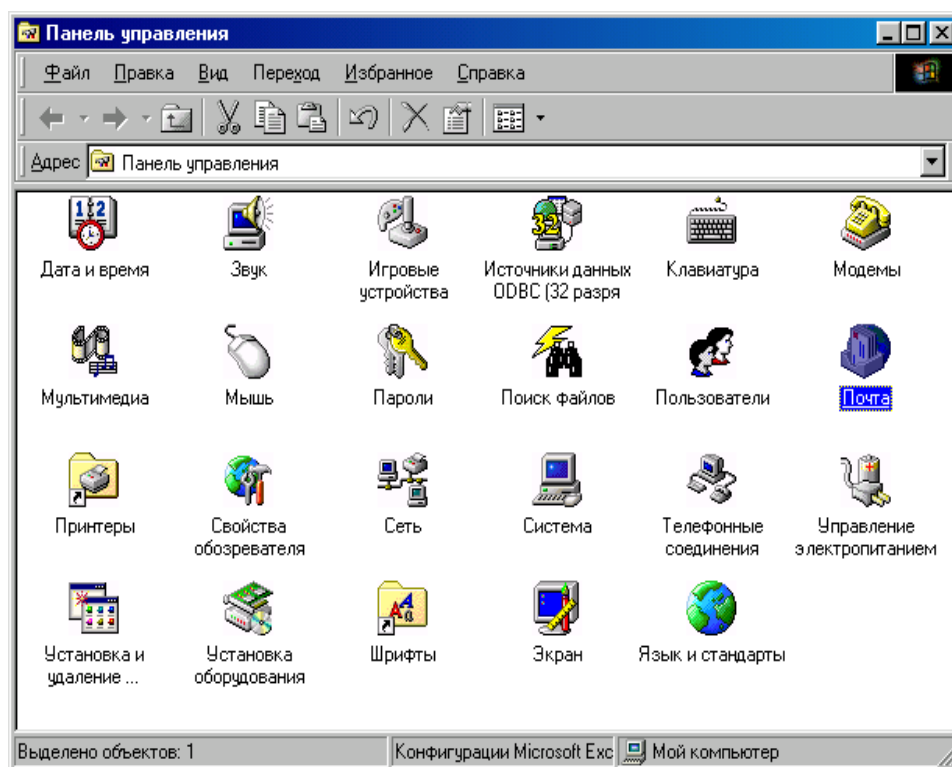 Панель управления
Файл Правка Вид Переход Избранное Справка
Адрес Панель управления
Дата и время Звук Игровые устройства Источники данных ODBC (32 разря Клавиатура Модемы
Мультимедиа Мышь Пароли Поиск файлов Пользователи Почта
Принтеры Свойства обозревателя Сеть Система Телефонные соединения Управление электропитанием
Установка и удаление ... Установка оборудования Шрифты Экран Язык и стандарты
Выделено объектов: 1 Конфигурации Microsoft Exc Мой компьютер